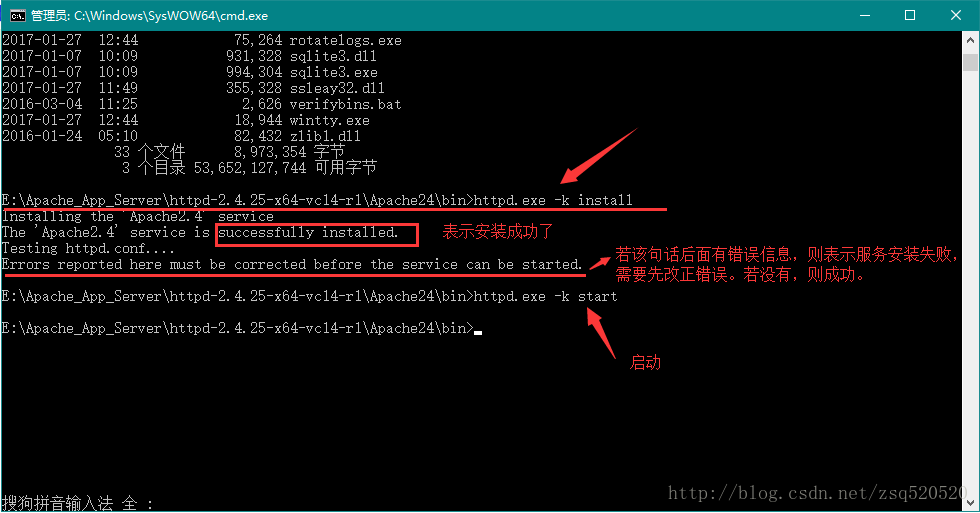 管理员: C:\Windows\SysWOW64\cmd.exe
2017-01-27  12:44            75,264 rotatelogs.exe
2017-01-07  10:09           931,328 sqlite3.dll
2017-01-07  10:09           994,304 sqlite3.exe
2017-01-27  11:49           355,328 ssleay32.dll
2016-03-04  11:25             2,626 verifybins.bat
2017-01-27  12:44            18,944 wintty.exe
2016-01-24  05:10            82,432 zlib1.dll
33 个文件      8,973,354 字节
3 个目录 53,652,127,744 可用字节
E:\Apache_App_Server\httpd-2.4.25-x64-vc14-r1\Apache24\bin>httpd.exe -k install
Installing the 'Apache2.4' service
The 'Apache2.4' service is successfully installed.
表示安装成功了
Testing httpd.conf....
Errors reported here must be corrected before the service can be started.
若该句话后面有错误信息，则表示服务安装失败，
需要先改正错误。若没有，则成功。
E:\Apache_App_Server\httpd-2.4.25-x64-vc14-r1\Apache24\bin>httpd.exe -k start
E:\Apache_App_Server\httpd-2.4.25-x64-vc14-r1\Apache24\bin>
启动
http://blog.csdn.net/zsq520520
搜狗拼音输入法 全 :